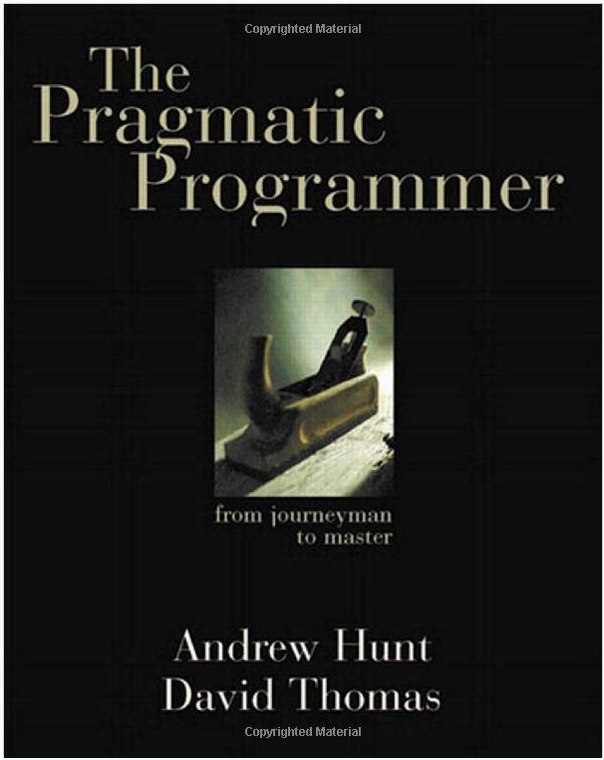 Copyrighted Material
The
Pragmatic
Programmer
from journeyman
to master
Andrew Hunt
David Thomas
Copyrighted Material